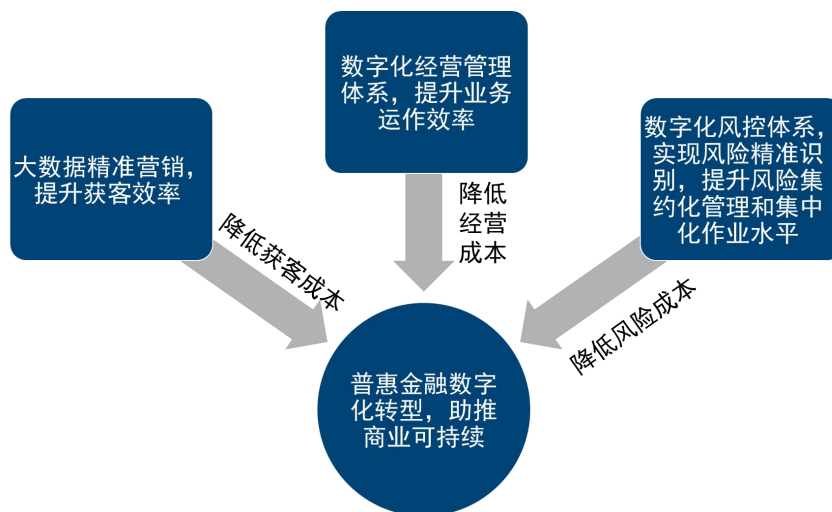 数字化经营管理
体系，提升业务
运作效率
大数据精准营销，
提升获客效率
数字化风控体系，
实现风险精准识
别，提升风险集
约化管理和集中
化作业水平
降低获客成本
降低
经营
成本
降低风险成本
普惠金融数字
化转型，助推
商业可持续